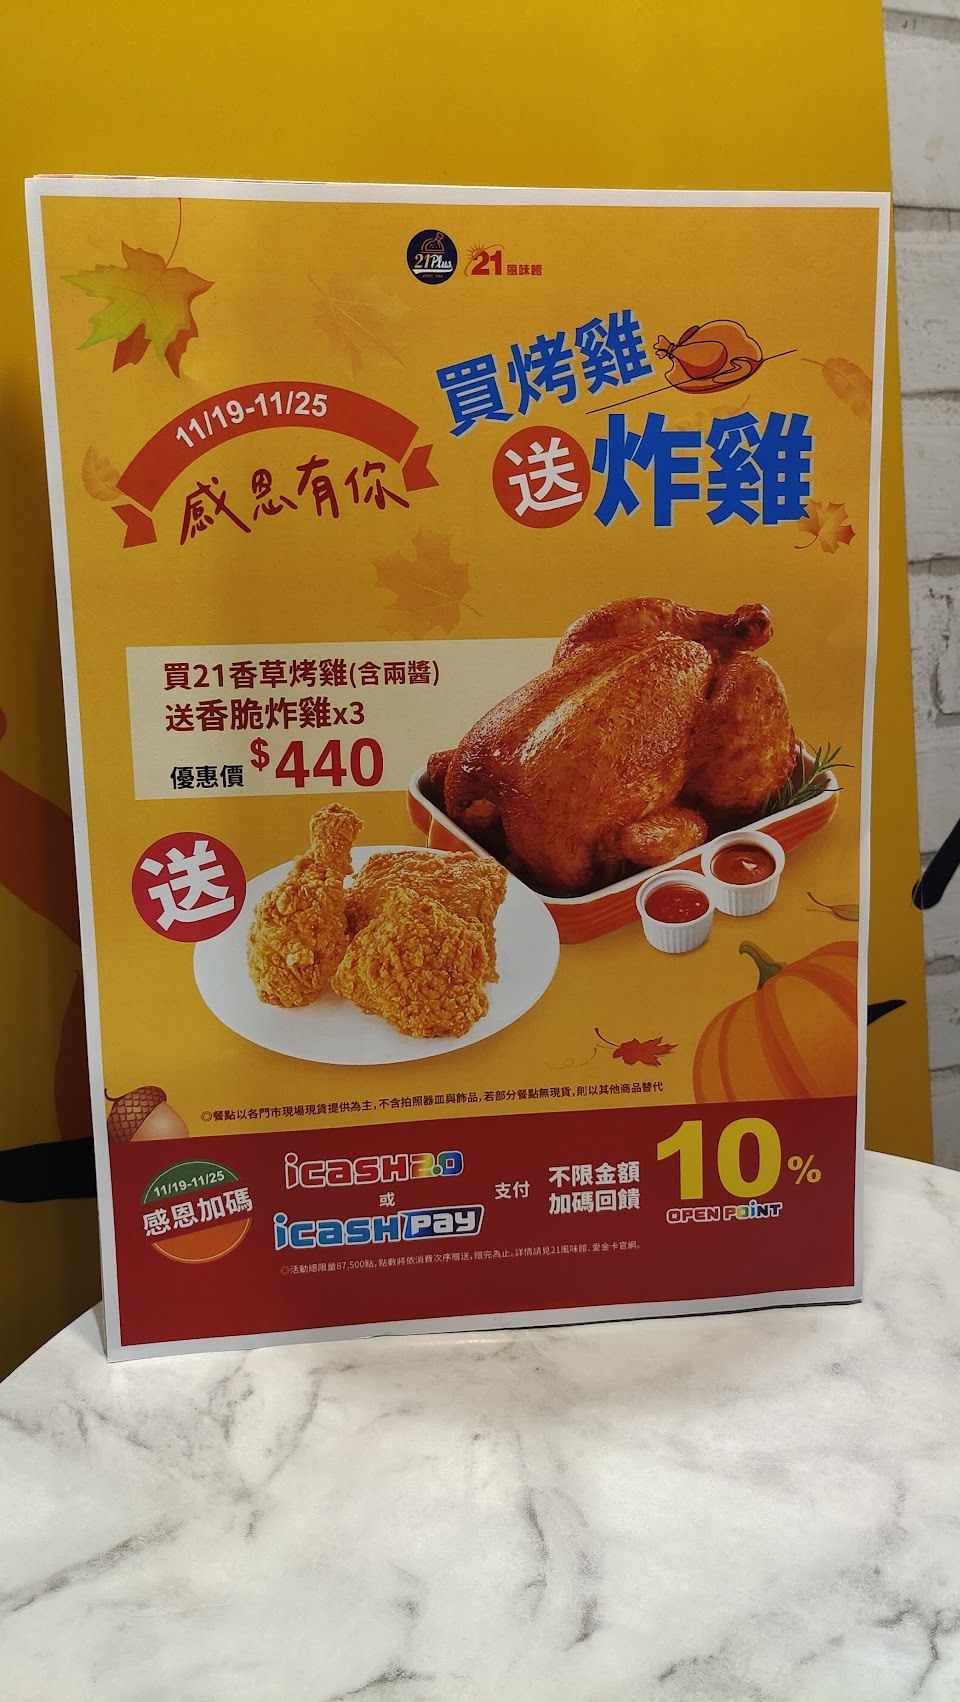 21Plus
21風味館
買烤雞
送炸雞
11/19-11/25
感恩有你
買21香草烤雞(含兩醬)
送香脆炸雞x3
優惠價$440
送
◎餐點以各門市現場現貨提供為主,不含拍照器皿與飾品,若部分餐點無現貨,則以其他商品替代
11/19-11/25
感恩加碼
icash2.0
或
icash Pay
支付
不限金額
加碼回饋
10%
OPEN POINT
◎活動總限量87,500點,點數將依消費次序贈送,贈完為止。詳情請見21風味館、愛金卡官網。